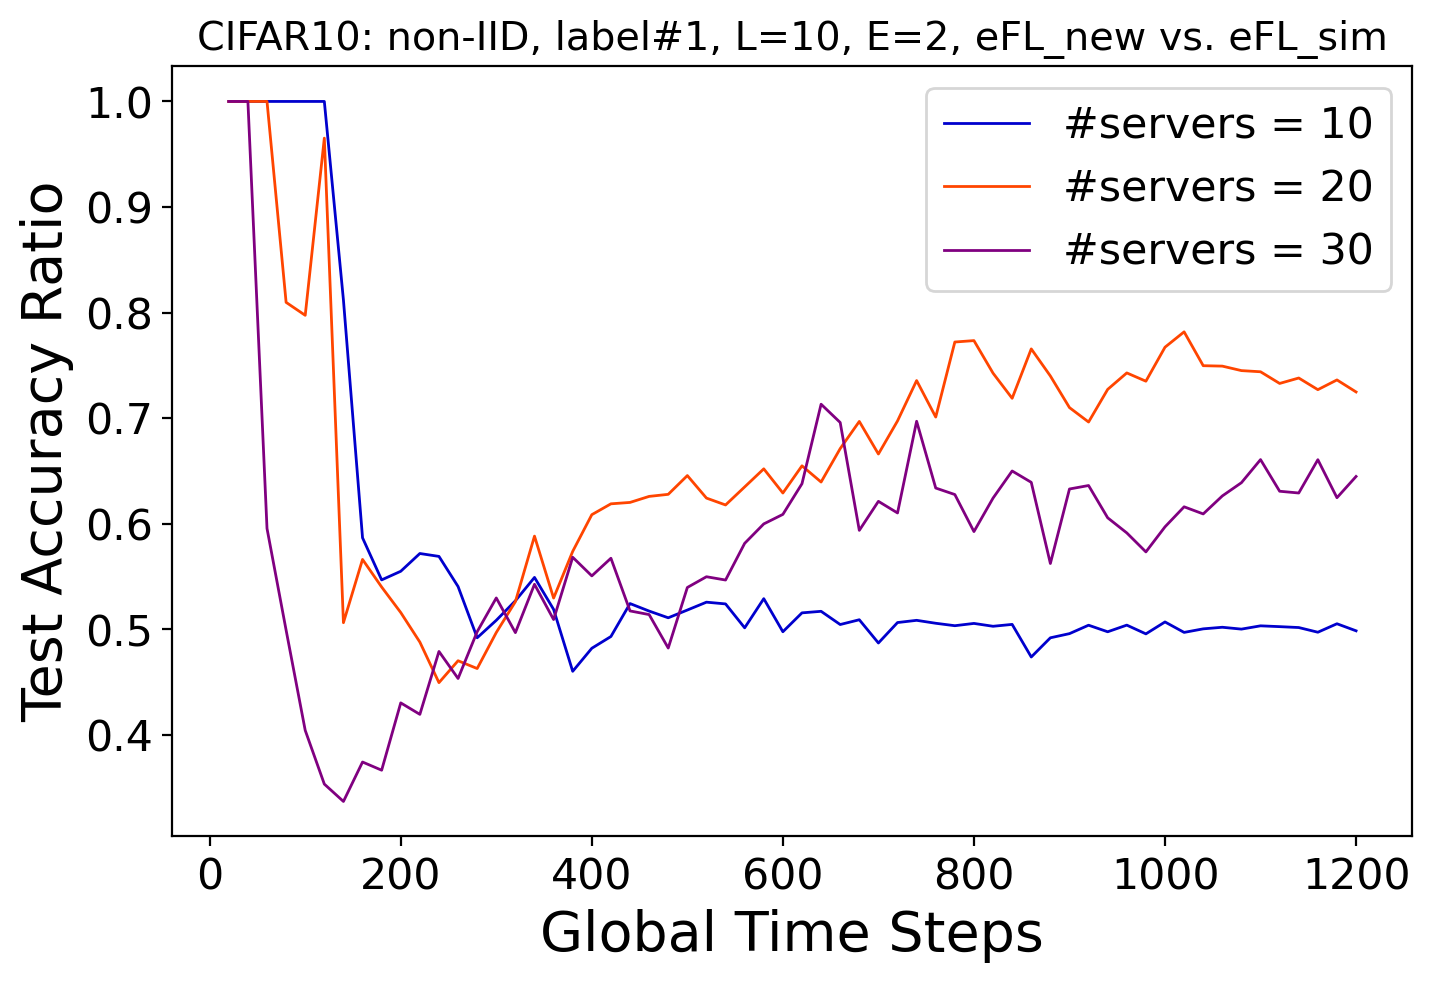 CIFAR10: non-IID, label#1, L=10, E=2, eFL_new vs. eFL_sim
#servers = 10
#servers = 20
#servers = 30
Test Accuracy Ratio
1.0
0.9
0.8
0.7
0.6
0.5
0.4
0 200 400 600 800 1000 1200
Global Time Steps